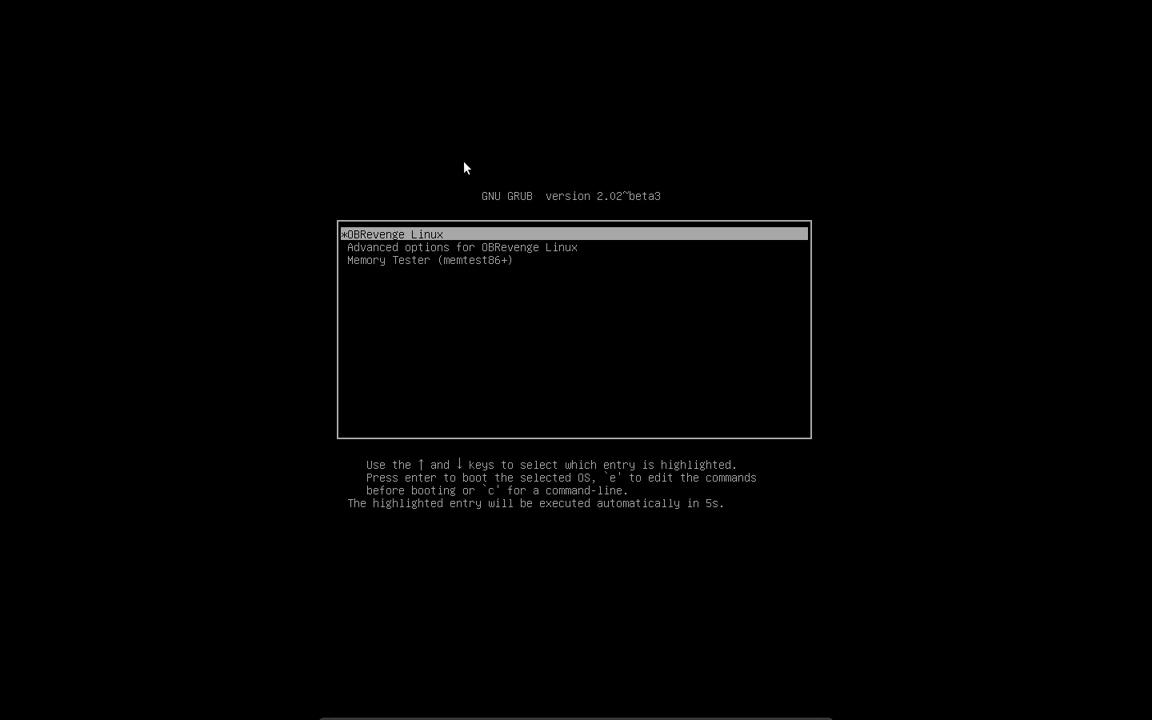 GNU GRUB  version 2.02~beta3
*OBRevenge Linux
Advanced options for OBRevenge Linux
Memory Tester (memtest86+)
Use the ↑ and ↓ keys to select which entry is highlighted.
Press enter to boot the selected OS, `e' to edit the commands
before booting or `c' for a command-line.
The highlighted entry will be executed automatically in 5s.